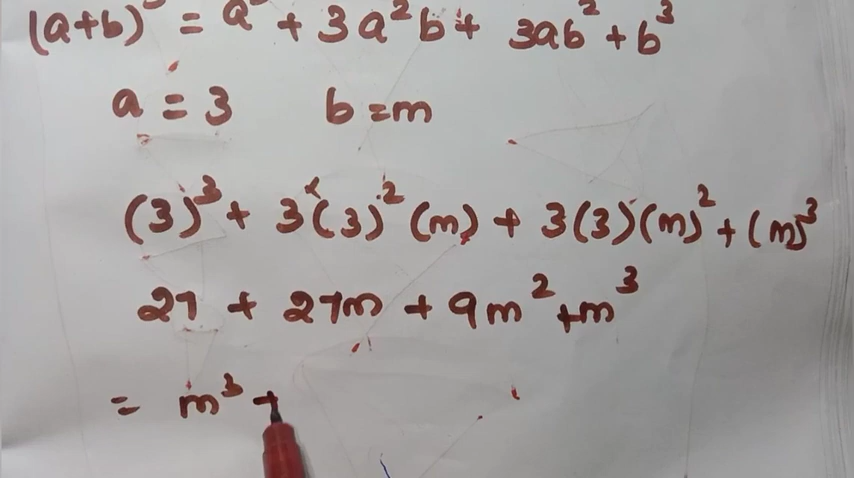 (a+b)³ = a³ + 3a²b + 3ab² + b³
a = 3 b = m
(3)³ + 3(3)²(m) + 3(3)(m)² + (m)³
27 + 27m + 9m² + m³
= m³ +